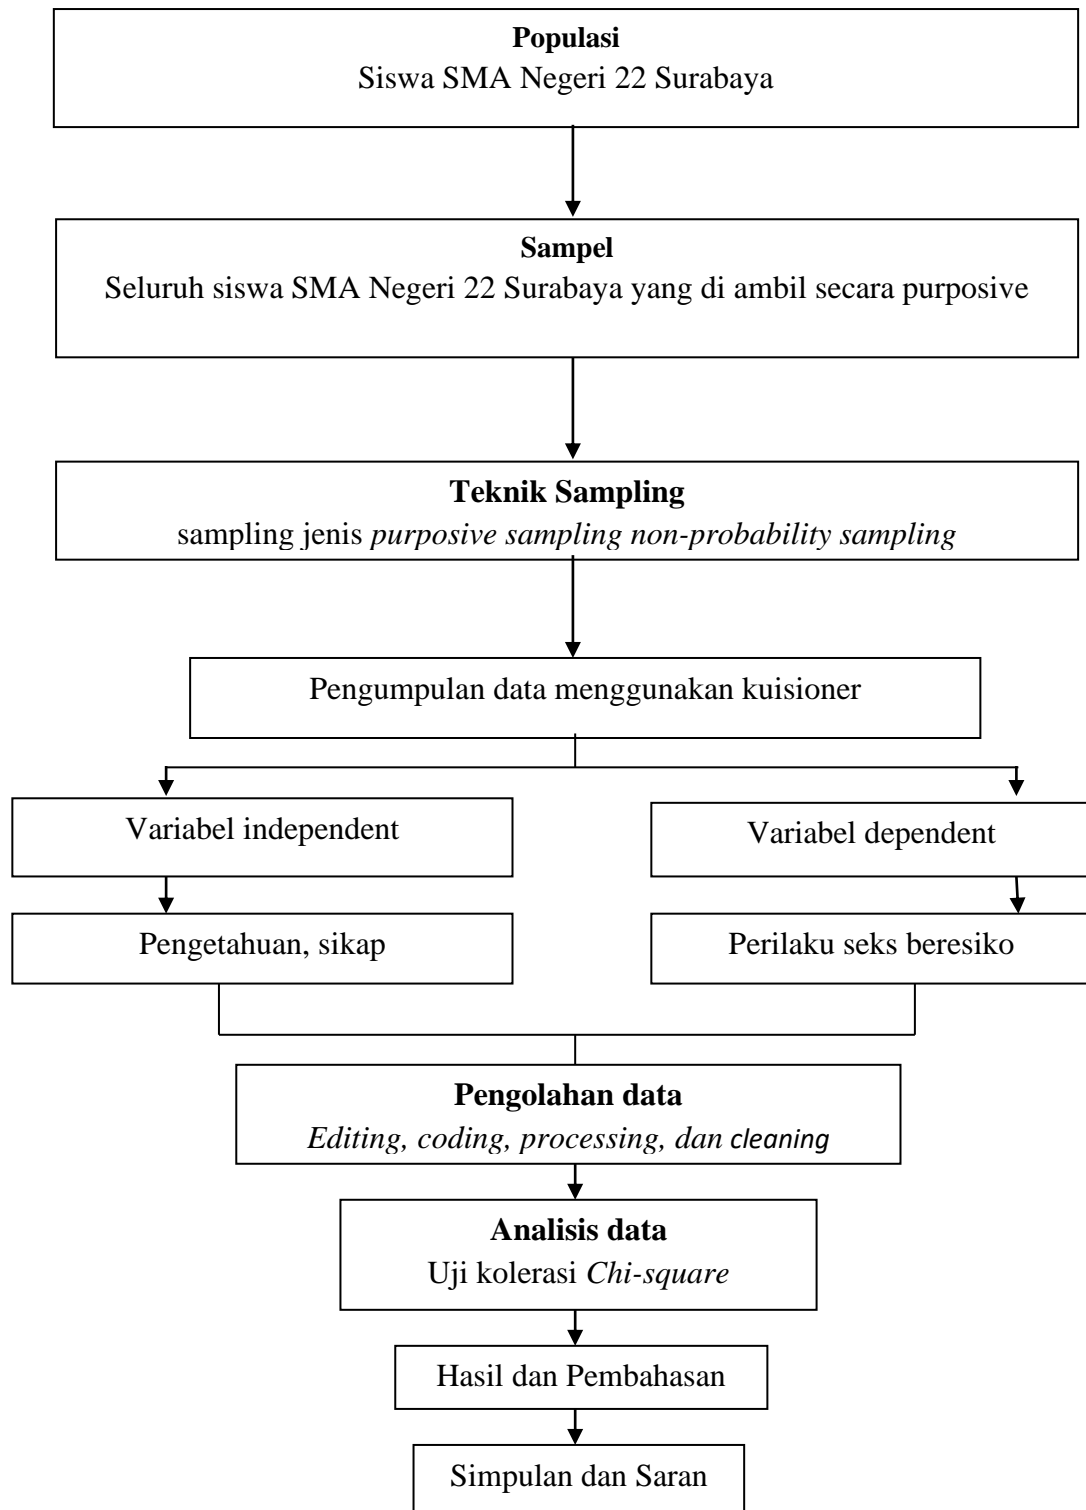 Populasi
Siswa SMA Negeri 22 Surabaya
Sampel
Seluruh siswa SMA Negeri 22 Surabaya yang di ambil secara purposive
Teknik Sampling
sampling jenis purposive sampling non-probability sampling
Pengumpulan data menggunakan kuisioner
Variabel independent
Variabel dependent
Pengetahuan, sikap
Perilaku seks beresiko
Pengolahan data
Editing, coding, processing, dan cleaning
Analisis data
Uji kolerasi Chi-square
Hasil dan Pembahasan
Simpulan dan Saran